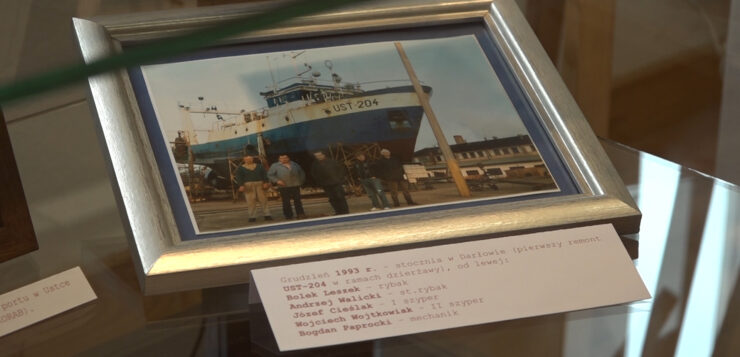 UST-204
Grudzień 1993 r. - stocznia w Darłowie (pierwszy remont
UST-204 w ramach dzierżawy), od lewej:
Bolek Leszek - rybak
Andrzej Walicki - st.rybak
Józef Cieślak - I szyper
Wojciech Wojtkowiak - II szyper
Bogdan Paprocki - mechanik
portu w Ustce